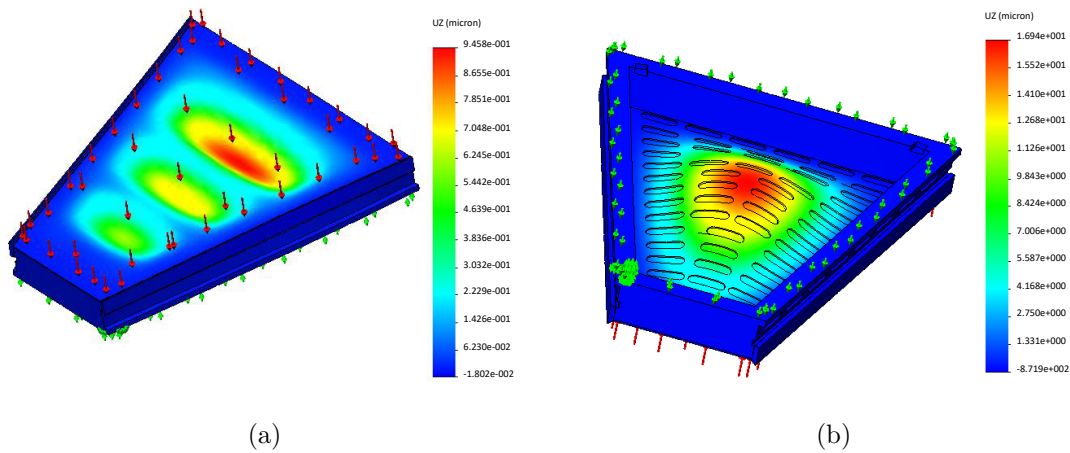 UZ (micron)
9.458e-001
8.655e-001
7.851e-001
7.048e-001
6.245e-001
5.442e-001
4.639e-001
3.836e-001
3.032e-001
2.229e-001
1.426e-001
6.230e-002
-1.802e-002
(a)
UZ (micron)
1.694e+001
1.552e+001
1.410e+001
1.268e+001
1.126e+001
9.843e+000
8.424e+000
7.006e+000
5.587e+000
4.168e+000
2.750e+000
1.331e+000
-8.719e+002
(b)